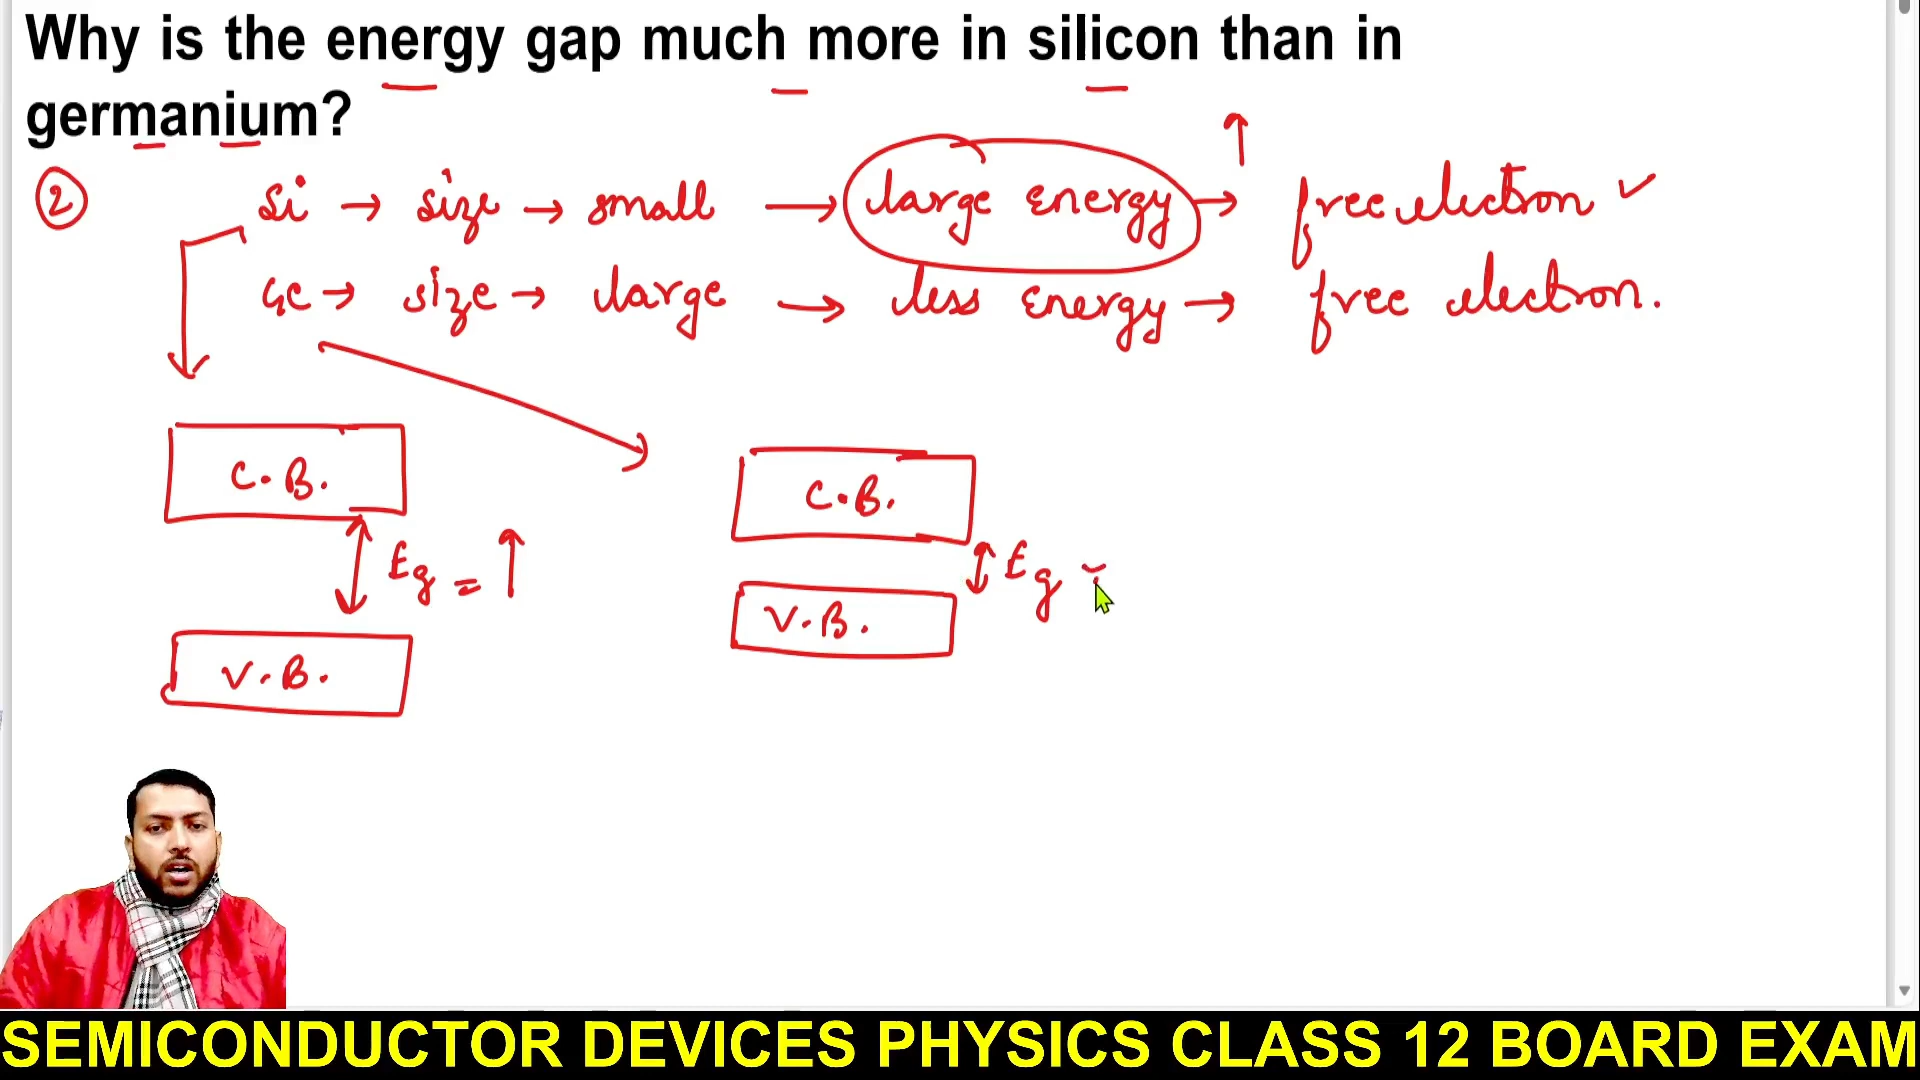 Why is the energy gap much more in silicon than in
germanium?
2 Si → size → small → large energy → free electron ✓
Ge → size → large → less energy → free electron.
C.B.
C.B.
Eg = ↑
Eg
V.B.
V.B.
SEMICONDUCTOR DEVICES PHYSICS CLASS 12 BOARD EXAM